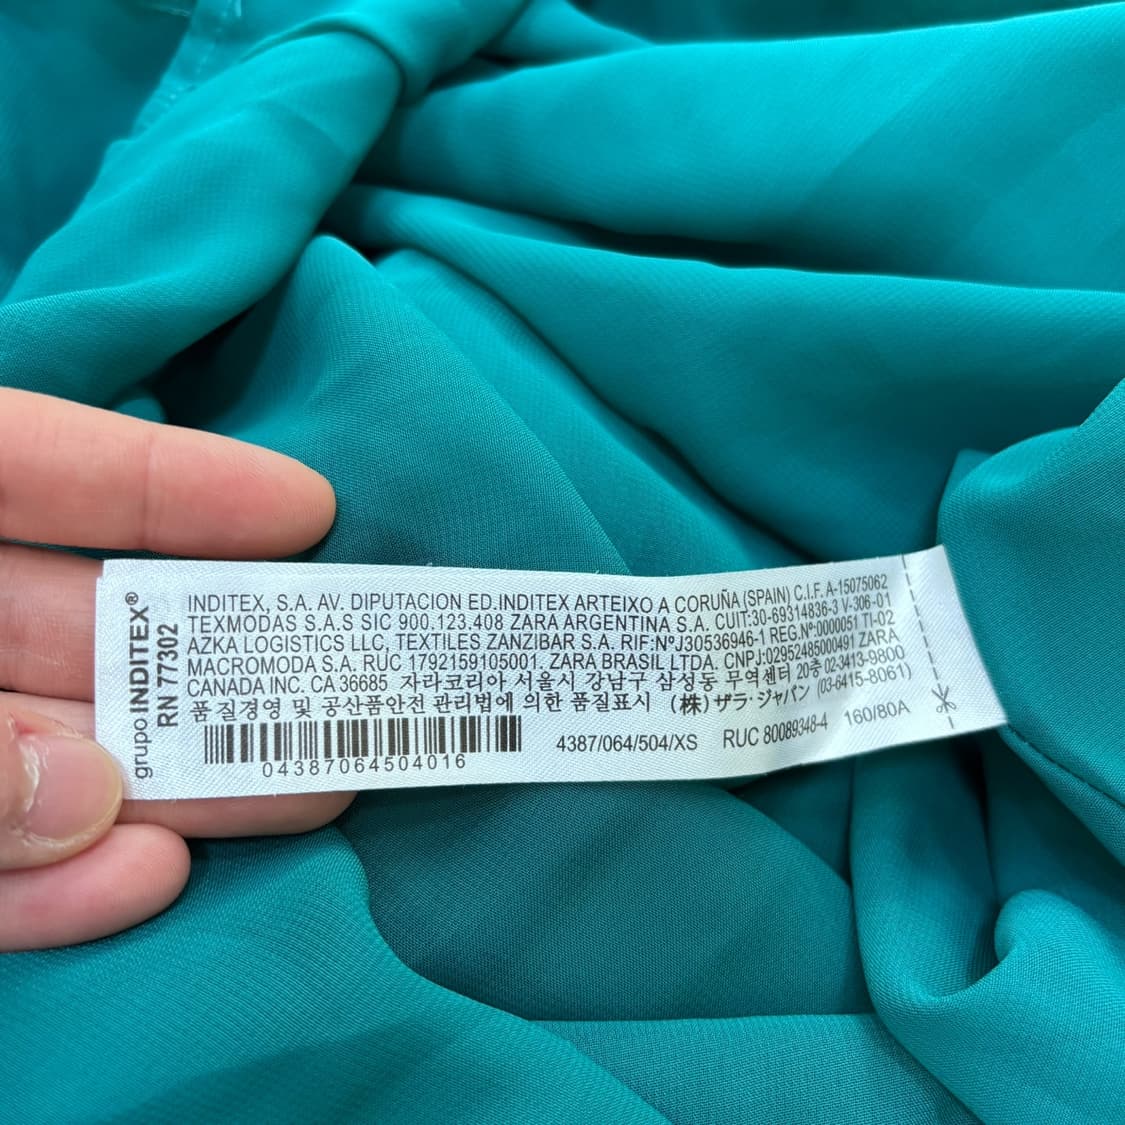 grupo INDITEX®
RN 77302
INDITEX, S.A. AV. DIPUTACION ED.INDITEX ARTEIXO A CORUÑA (SPAIN) C.I.F. A-15075062
TEXMODAS S.A.S SIC 900.123.408 ZARA ARGENTINA S.A. CUIT:30-69314836-3 V-306-01
AZKA LOGISTICS LLC, TEXTILES ZANZIBAR S.A. RIF:NºJ30536946-1 REG.Nº:0000051 TI-02
MACROMODA S.A. RUC 1792159105001. ZARA BRASIL LTDA. CNPJ:02952485000491 ZARA
CANADA INC. CA 36685 자라코리아 서울시 강남구 삼성동 무역센터 20층 02-3413-9800
품질경영 및 공산품안전 관리법에 의한 품질표시 (株) ザラ・ジャパン (03-6415-8061)
04387064504016
4387/064/504/XS RUC 80089348-4 160/80A